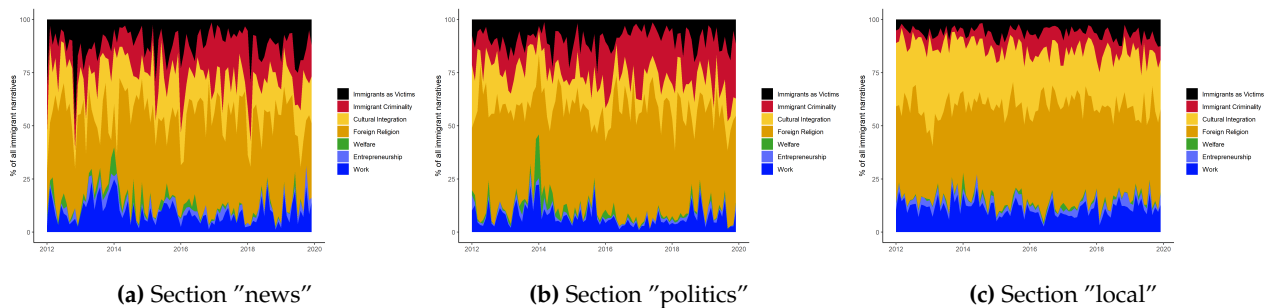 % of all immigrant narratives
100
75
50
25
0
2012 2014 2016 2018 2020
Immigrants as Victims
Immigrant Criminality
Cultural Integration
Foreign Religion
Welfare
Entrepreneurship
Work
(a) Section ”news”
% of all immigrant narratives
100
75
50
25
0
2012 2014 2016 2018 2020
Immigrants as Victims
Immigrant Criminality
Cultural Integration
Foreign Religion
Welfare
Entrepreneurship
Work
(b) Section ”politics”
% of all immigrant narratives
100
75
50
25
0
2012 2014 2016 2018 2020
Immigrants as Victims
Immigrant Criminality
Cultural Integration
Foreign Religion
Welfare
Entrepreneurship
Work
(c) Section ”local”